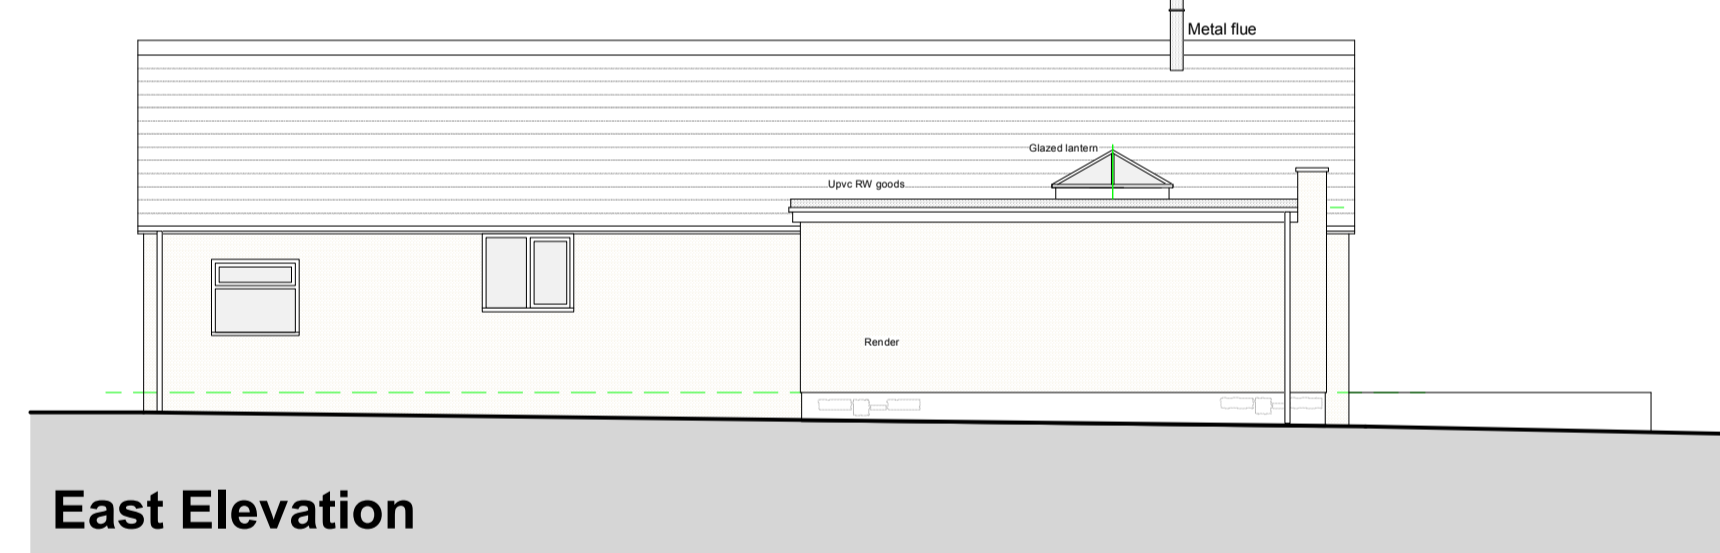 Metal flue
Glazed lantern
Upvc RW goods
Render
East Elevation